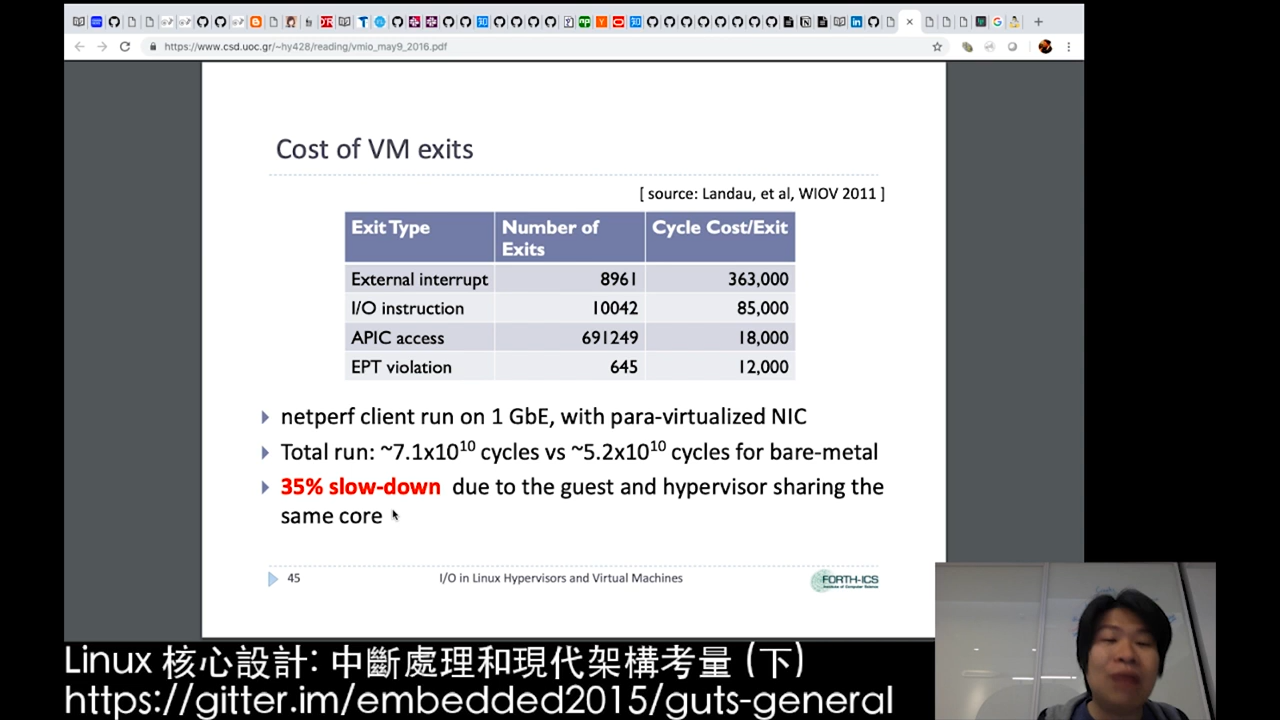 https://www.csd.uoc.gr/~hy428/reading/vmio_may9_2016.pdf
Cost of VM exits
[ source: Landau, et al, WIOV 2011 ]
Exit Type Number of Exits Cycle Cost/Exit
External interrupt 8961 363,000
I/O instruction 10042 85,000
APIC access 691249 18,000
EPT violation 645 12,000
netperf client run on 1 GbE, with para-virtualized NIC
Total run: ~7.1x10¹⁰ cycles vs ~5.2x10¹⁰ cycles for bare-metal
35% slow-down due to the guest and hypervisor sharing the
same core
45 I/O in Linux Hypervisors and Virtual Machines FORTH-ICS
Linux 核心設計: 中斷處理和現代架構考量 (下)
https://gitter.im/embedded2015/guts-general